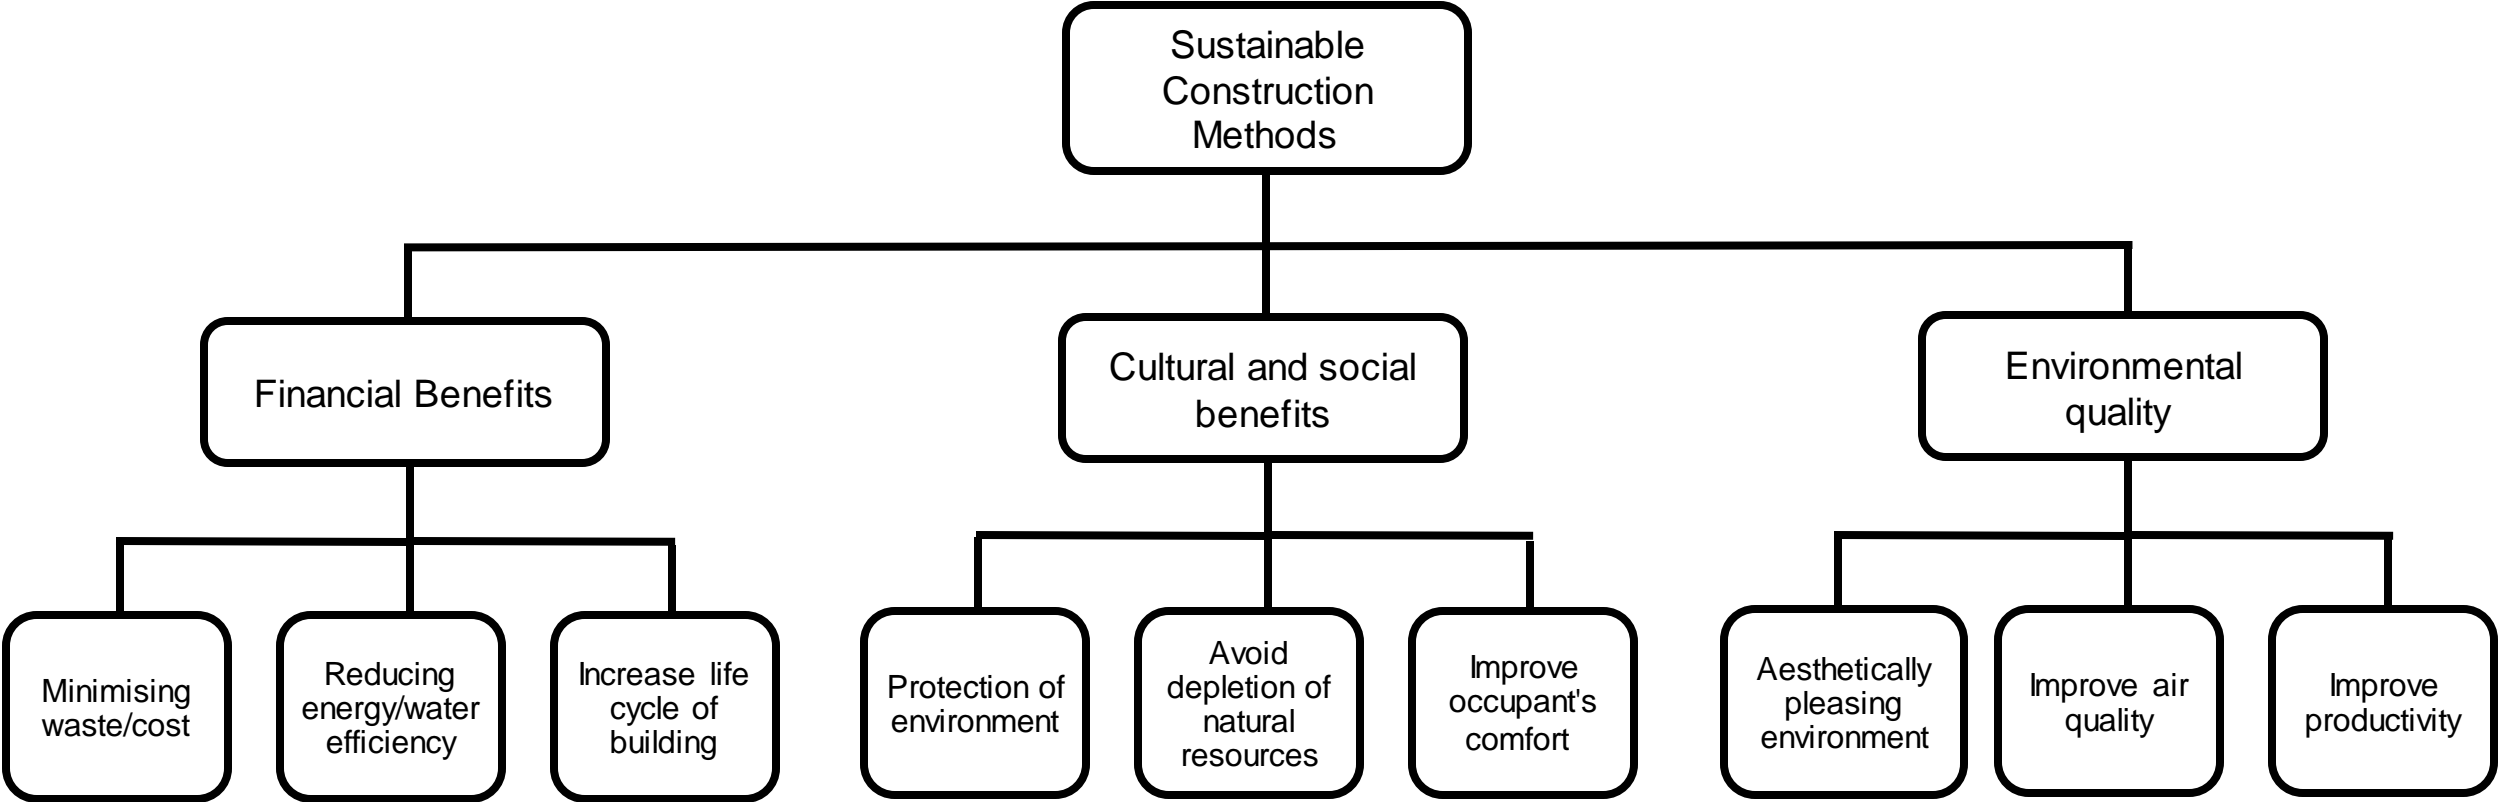 Sustainable
Construction
Methods
Financial Benefits
Cultural and social
benefits
Environmental
quality
Minimising
waste/cost
Reducing
energy/water
efficiency
Increase life
cycle of
building
Protection of
environment
Avoid
depletion of
natural
resources
Improve
occupant's
comfort
Aesthetically
pleasing
environment
Improve air
quality
Improve
productivity